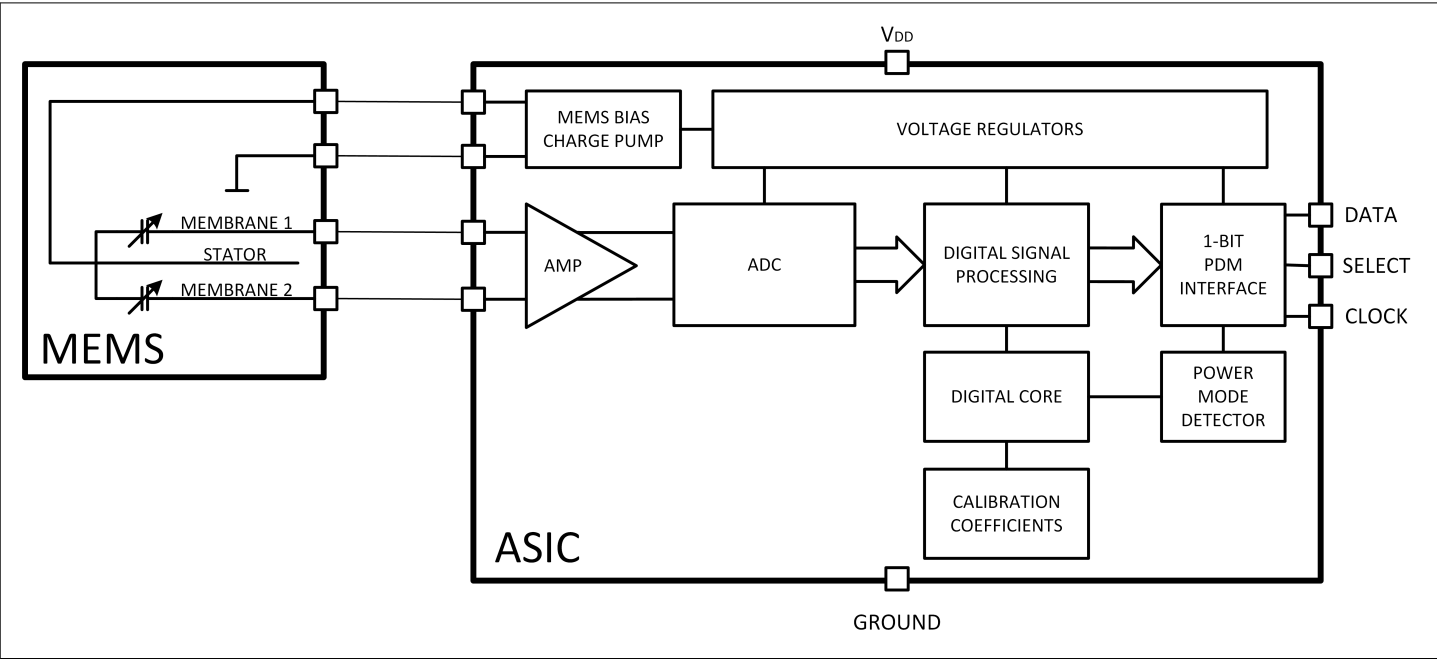 VDD
MEMS BIAS
CHARGE PUMP
VOLTAGE REGULATORS
MEMBRANE 1
STATOR
MEMBRANE 2
MEMS
AMP
ADC
DIGITAL SIGNAL
PROCESSING
1-BIT
PDM
INTERFACE
DATA
SELECT
CLOCK
DIGITAL CORE
POWER
MODE
DETECTOR
CALIBRATION
COEFFICIENTS
ASIC
GROUND